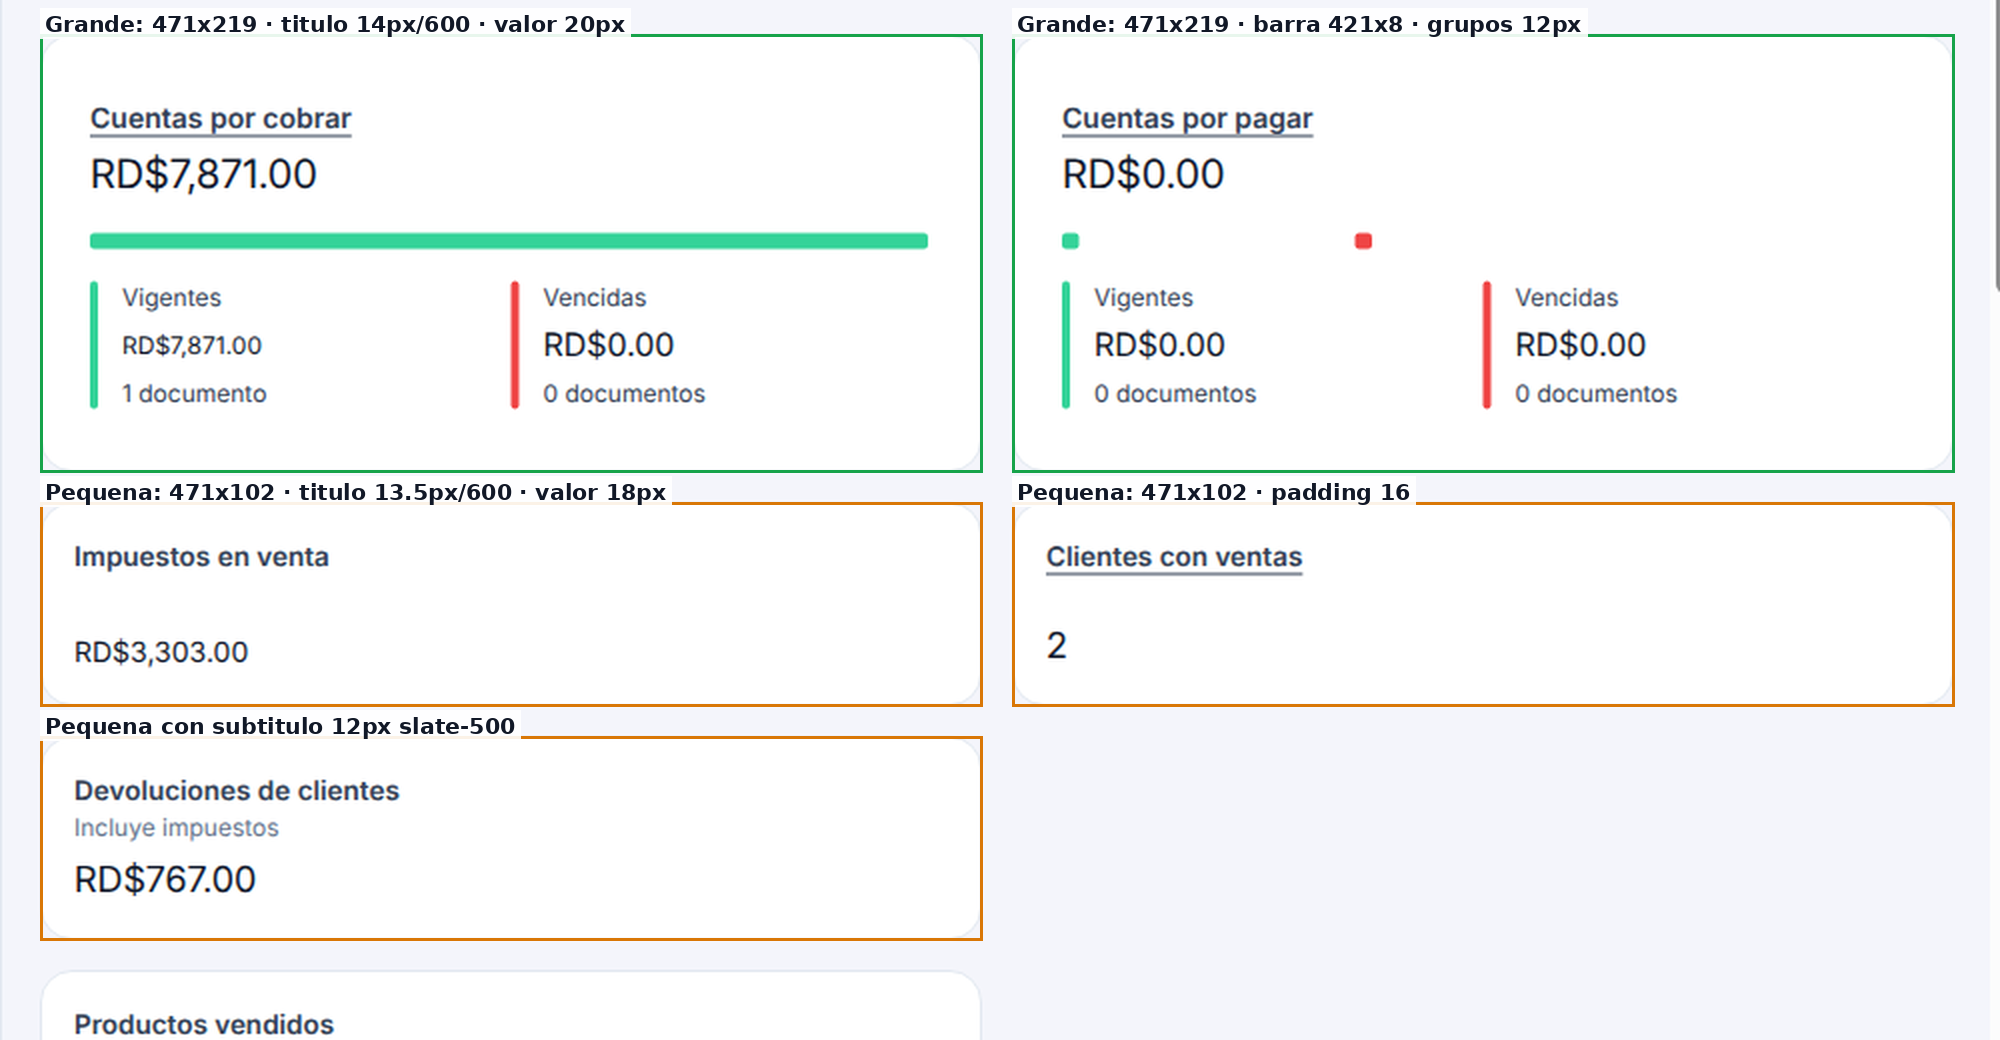 Grande: 471x219 · titulo 14px/600 · valor 20px
Cuentas por cobrar
RD$7,871.00
Vigentes
RD$7,871.00
1 documento
Vencidas
RD$0.00
0 documentos
Grande: 471x219 · barra 421x8 · grupos 12px
Cuentas por pagar
RD$0.00
Vigentes
RD$0.00
0 documentos
Vencidas
RD$0.00
0 documentos
Pequena: 471x102 · titulo 13.5px/600 · valor 18px
Impuestos en venta
RD$3,303.00
Pequena: 471x102 · padding 16
Clientes con ventas
2
Pequena con subtitulo 12px slate-500
Devoluciones de clientes
Incluye impuestos
RD$767.00
Productos vendidos